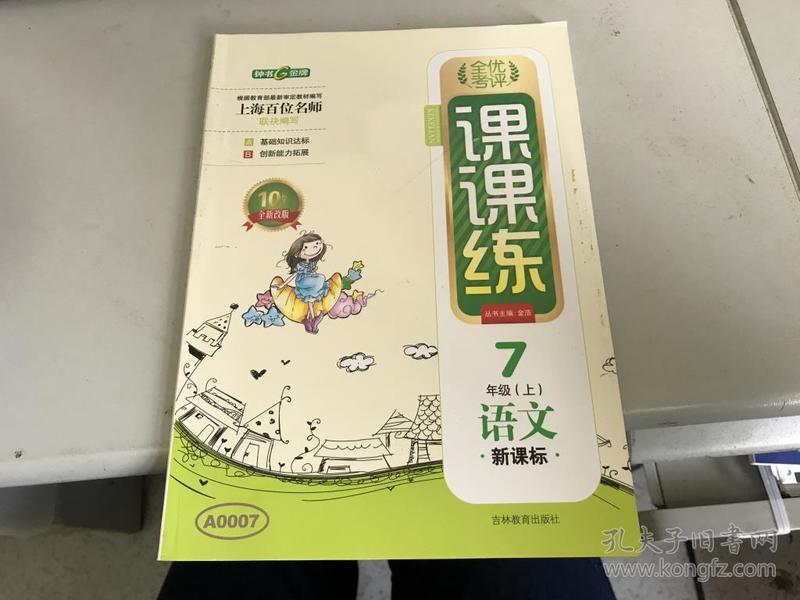 钟书G金牌
根据教育部最新审定教材编写
上海百位名师
联袂编写
A 基础知识达标
B 创新能力拓展
10
全新改版
全优
考评
KEKELIAN
课课练
丛书主编：金浩
7
年级（上）
语文
·新课标·
吉林教育出版社
A0007
孔夫子旧书网
www.kongfz.com